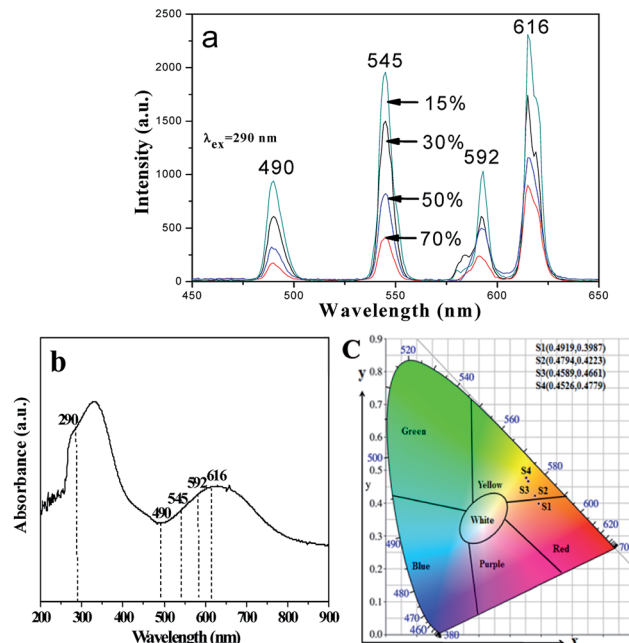 a
2500
2000
1500
1000
500
0
Intensity (a.u.)
λex=290 nm
490
545
592
616
15%
30%
50%
70%
450 500 550 600 650
Wavelength (nm)
b
Absorbance (a.u.)
290
490
545
592
616
200 300 400 500 600 700 800 900
Wavelength (nm)
C
S1(0.4919,0.3987)
S2(0.4794,0.4223)
S3(0.4589,0.4661)
S4(0.4526,0.4779)
0.9
0.8
0.7
0.6
0.5
0.4
0.3
0.2
0.1
0.0
y
y
520
540
560
580
600
620
500
490
480
470
460
380
Green
Yellow
White
Blue
Purple
Red
S4
S3
S2
S1
x